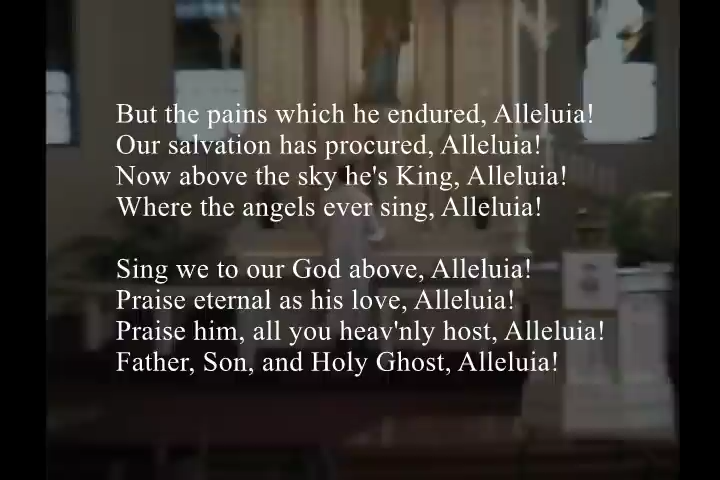 But the pains which he endured, Alleluia!
Our salvation has procured, Alleluia!
Now above the sky he's King, Alleluia!
Where the angels ever sing, Alleluia!
Sing we to our God above, Alleluia!
Praise eternal as his love, Alleluia!
Praise him, all you heav'nly host, Alleluia!
Father, Son, and Holy Ghost, Alleluia!